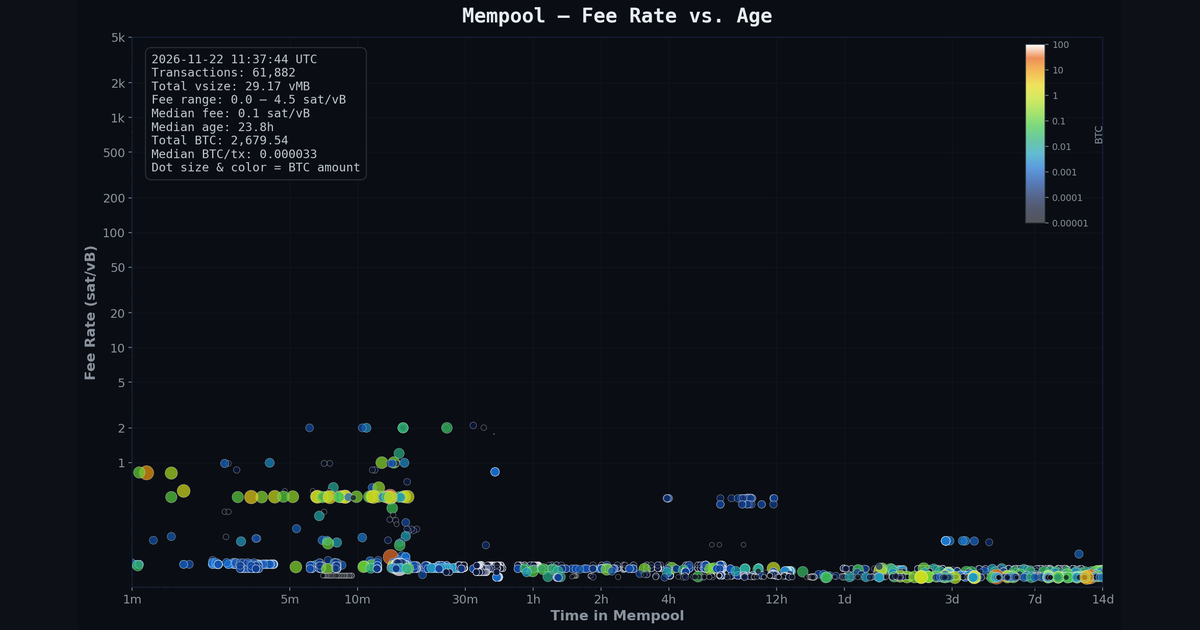 Mempool — Fee Rate vs. Age
2026-11-22 11:37:44 UTC
Transactions: 61,882
Total vsize: 29.17 vMB
Fee range: 0.0 — 4.5 sat/vB
Median fee: 0.1 sat/vB
Median age: 23.8h
Total BTC: 2,679.54
Median BTC/tx: 0.000033
Dot size & color = BTC amount
5k
2k
1k
500
200
100
50
20
10
5
2
1
Fee Rate (sat/vB)
100
10
1
0.1
0.01
0.001
0.0001
0.00001
BTC
1m 5m 10m 30m 1h 2h 4h 12h 1d 3d 7d 14d
Time in Mempool